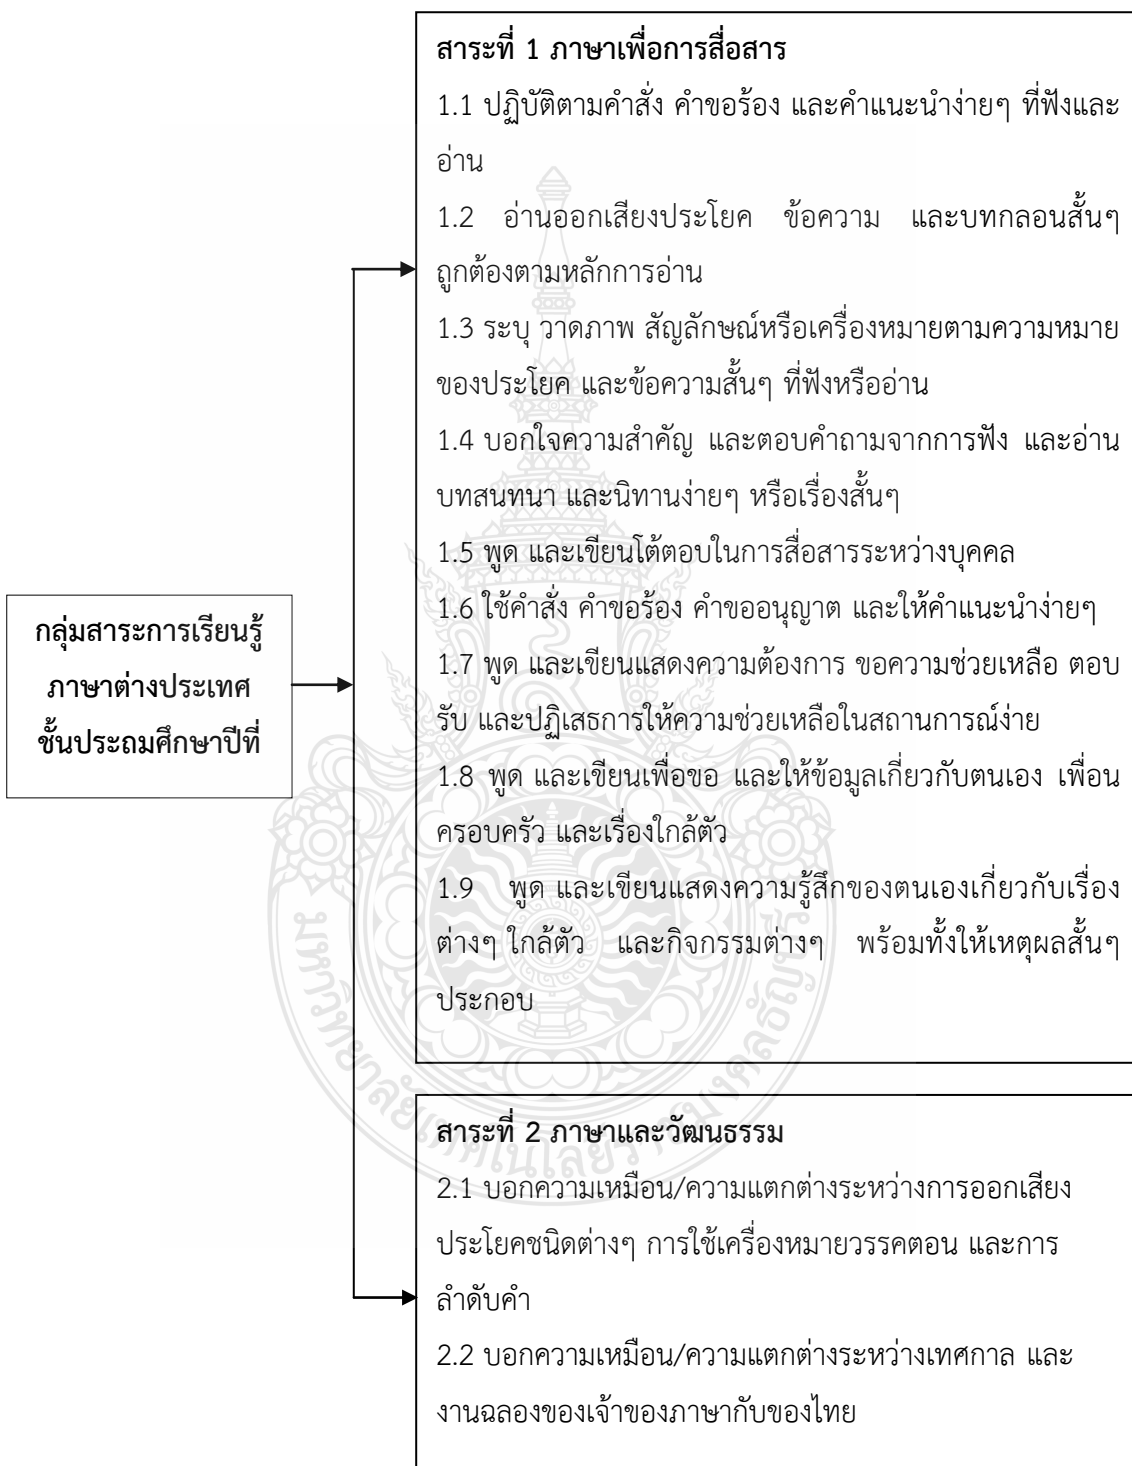 สาระที่ 1 ภาษาเพื่อการสื่อสาร
1.1 ปฏิบัติตามคำสั่ง คำขอร้อง และคำแนะนำง่ายๆ ที่ฟังและ
อ่าน
1.2 อ่านออกเสียงประโยค ข้อความ และบทกลอนสั้นๆ
ถูกต้องตามหลักการอ่าน
1.3 ระบุ วาดภาพ สัญลักษณ์หรือเครื่องหมายตามความหมาย
ของประโยค และข้อความสั้นๆ ที่ฟังหรืออ่าน
1.4 บอกใจความสำคัญ และตอบคำถามจากการฟัง และอ่าน
บทสนทนา และนิทานง่ายๆ หรือเรื่องสั้นๆ
1.5 พูด และเขียนโต้ตอบในการสื่อสารระหว่างบุคคล
1.6 ใช้คำสั่ง คำขอร้อง คำขออนุญาต และให้คำแนะนำง่ายๆ
1.7 พูด และเขียนแสดงความต้องการ ขอความช่วยเหลือ ตอบ
รับ และปฏิเสธการให้ความช่วยเหลือในสถานการณ์ง่าย
1.8 พูด และเขียนเพื่อขอ และให้ข้อมูลเกี่ยวกับตนเอง เพื่อน
ครอบครัว และเรื่องใกล้ตัว
1.9 พูด และเขียนแสดงความรู้สึกของตนเองเกี่ยวกับเรื่อง
ต่างๆ ใกล้ตัว และกิจกรรมต่างๆ พร้อมทั้งให้เหตุผลสั้นๆ
ประกอบ
กลุ่มสาระการเรียนรู้
ภาษาต่างประเทศ
ชั้นประถมศึกษาปีที่
สาระที่ 2 ภาษาและวัฒนธรรม
2.1 บอกความเหมือน/ความแตกต่างระหว่างการออกเสียง
ประโยคชนิดต่างๆ การใช้เครื่องหมายวรรคตอน และการ
ลำดับคำ
2.2 บอกความเหมือน/ความแตกต่างระหว่างเทศกาล และ
งานฉลองของเจ้าของภาษากับของไทย
มหาวิทยาลัยเทคโนโลยีราชมงคลธัญบุรี